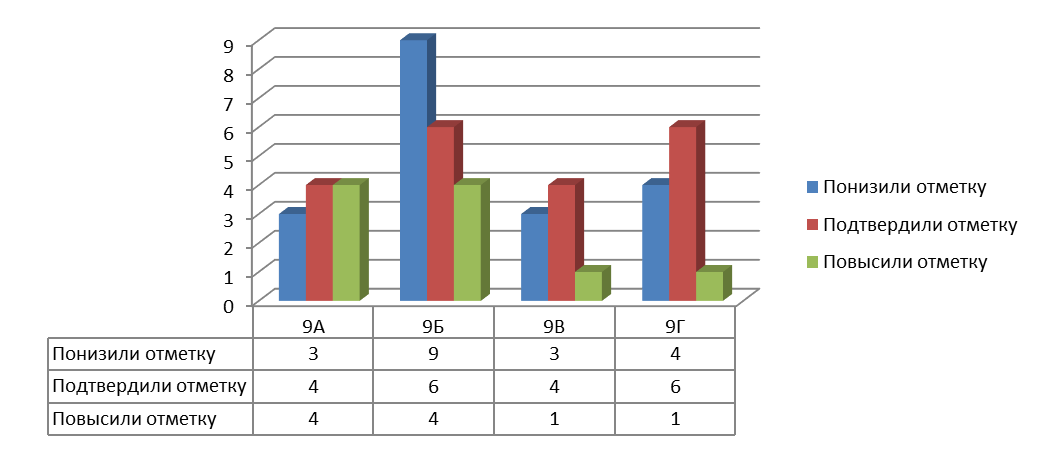 9
8
7
6
5
4
3
2
1
0
Понизили отметку
Подтвердили отметку
Повысили отметку
9А 9Б 9В 9Г
Понизили отметку 3 9 3 4
Подтвердили отметку 4 6 4 6
Повысили отметку 4 4 1 1